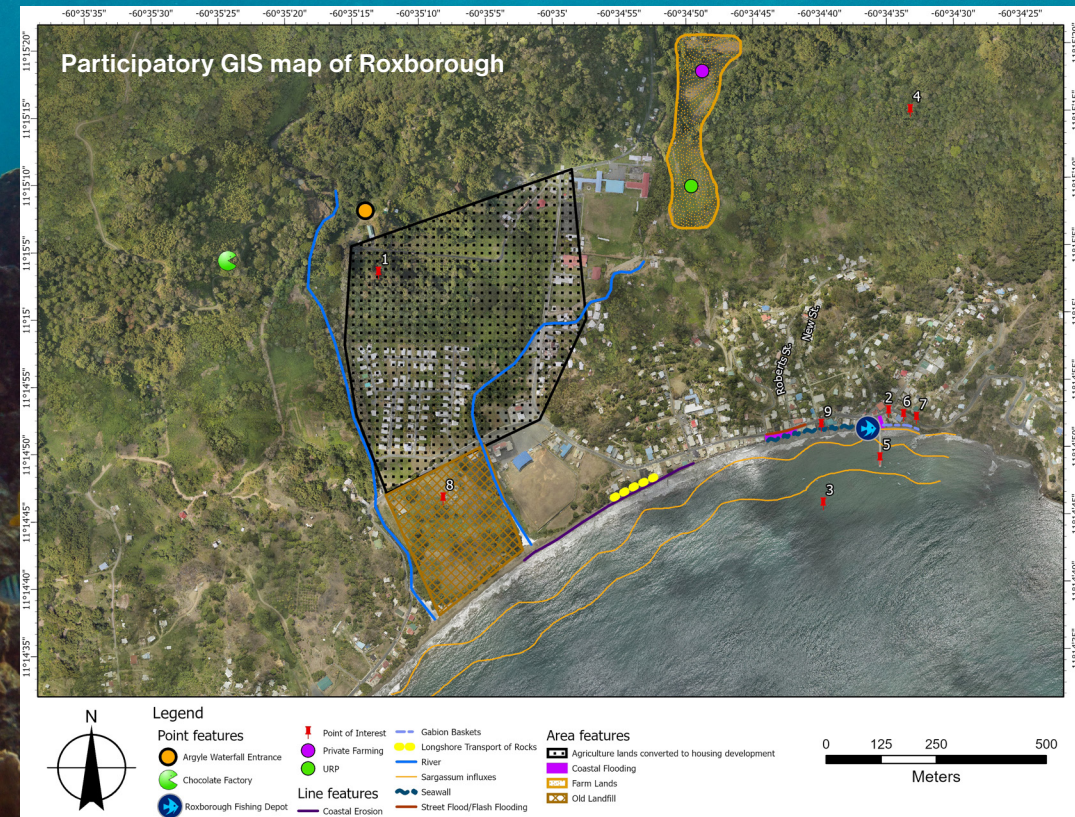 -60°35'35" -60°35'30" -60°35'25" -60°35'20" -60°35'15" -60°35'10" -60°35'5" -60°35' -60°34'55" -60°34'50" -60°34'45" -60°34'40" -60°34'35" -60°34'30" -60°34'25"
11°15'20"
Participatory GIS map of Roxborough
4
11°15'15"
11°15'10"
11°15'5"
1
11°15'
New St.
Roberts St.
11°14'55"
2 6 7
9
11°14'50"
5
8
3
11°14'45"
11°14'40"
11°14'35"
N
Legend
Point features
Argyle Waterfall Entrance
Chocolate Factory
Roxborough Fishing Depot
Point of Interest
Private Farming
URP
Line features
Coastal Erosion
Gabion Baskets
Longshore Transport of Rocks
River
Sargassum influxes
Seawall
Street Flood/Flash Flooding
Area features
Agriculture lands converted to housing development
Coastal Flooding
Farm Lands
Old Landfill
0 125 250 500
Meters